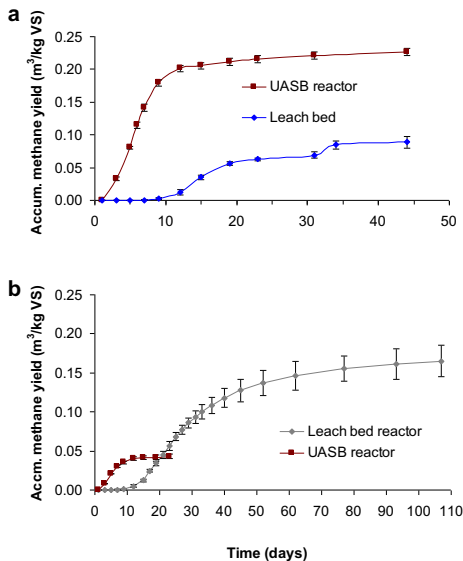 a
Accum. methane yield (m³/kg VS)
0.25
0.20
0.15
0.10
0.05
0.00
UASB reactor
Leach bed
0 10 20 30 40 50
b
Accm. methane yield (m³/kg VS)
0.25
0.20
0.15
0.10
0.05
0.00
Leach bed reactor
UASB reactor
0 10 20 30 40 50 60 70 80 90 100 110
Time (days)